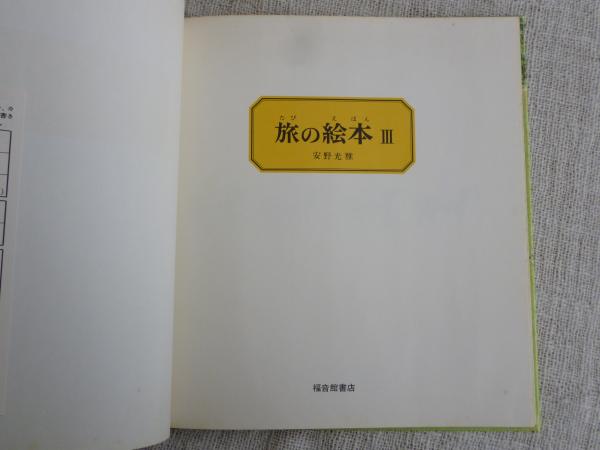 たび えほん
旅の絵本 III
安野光雅
福音館書店